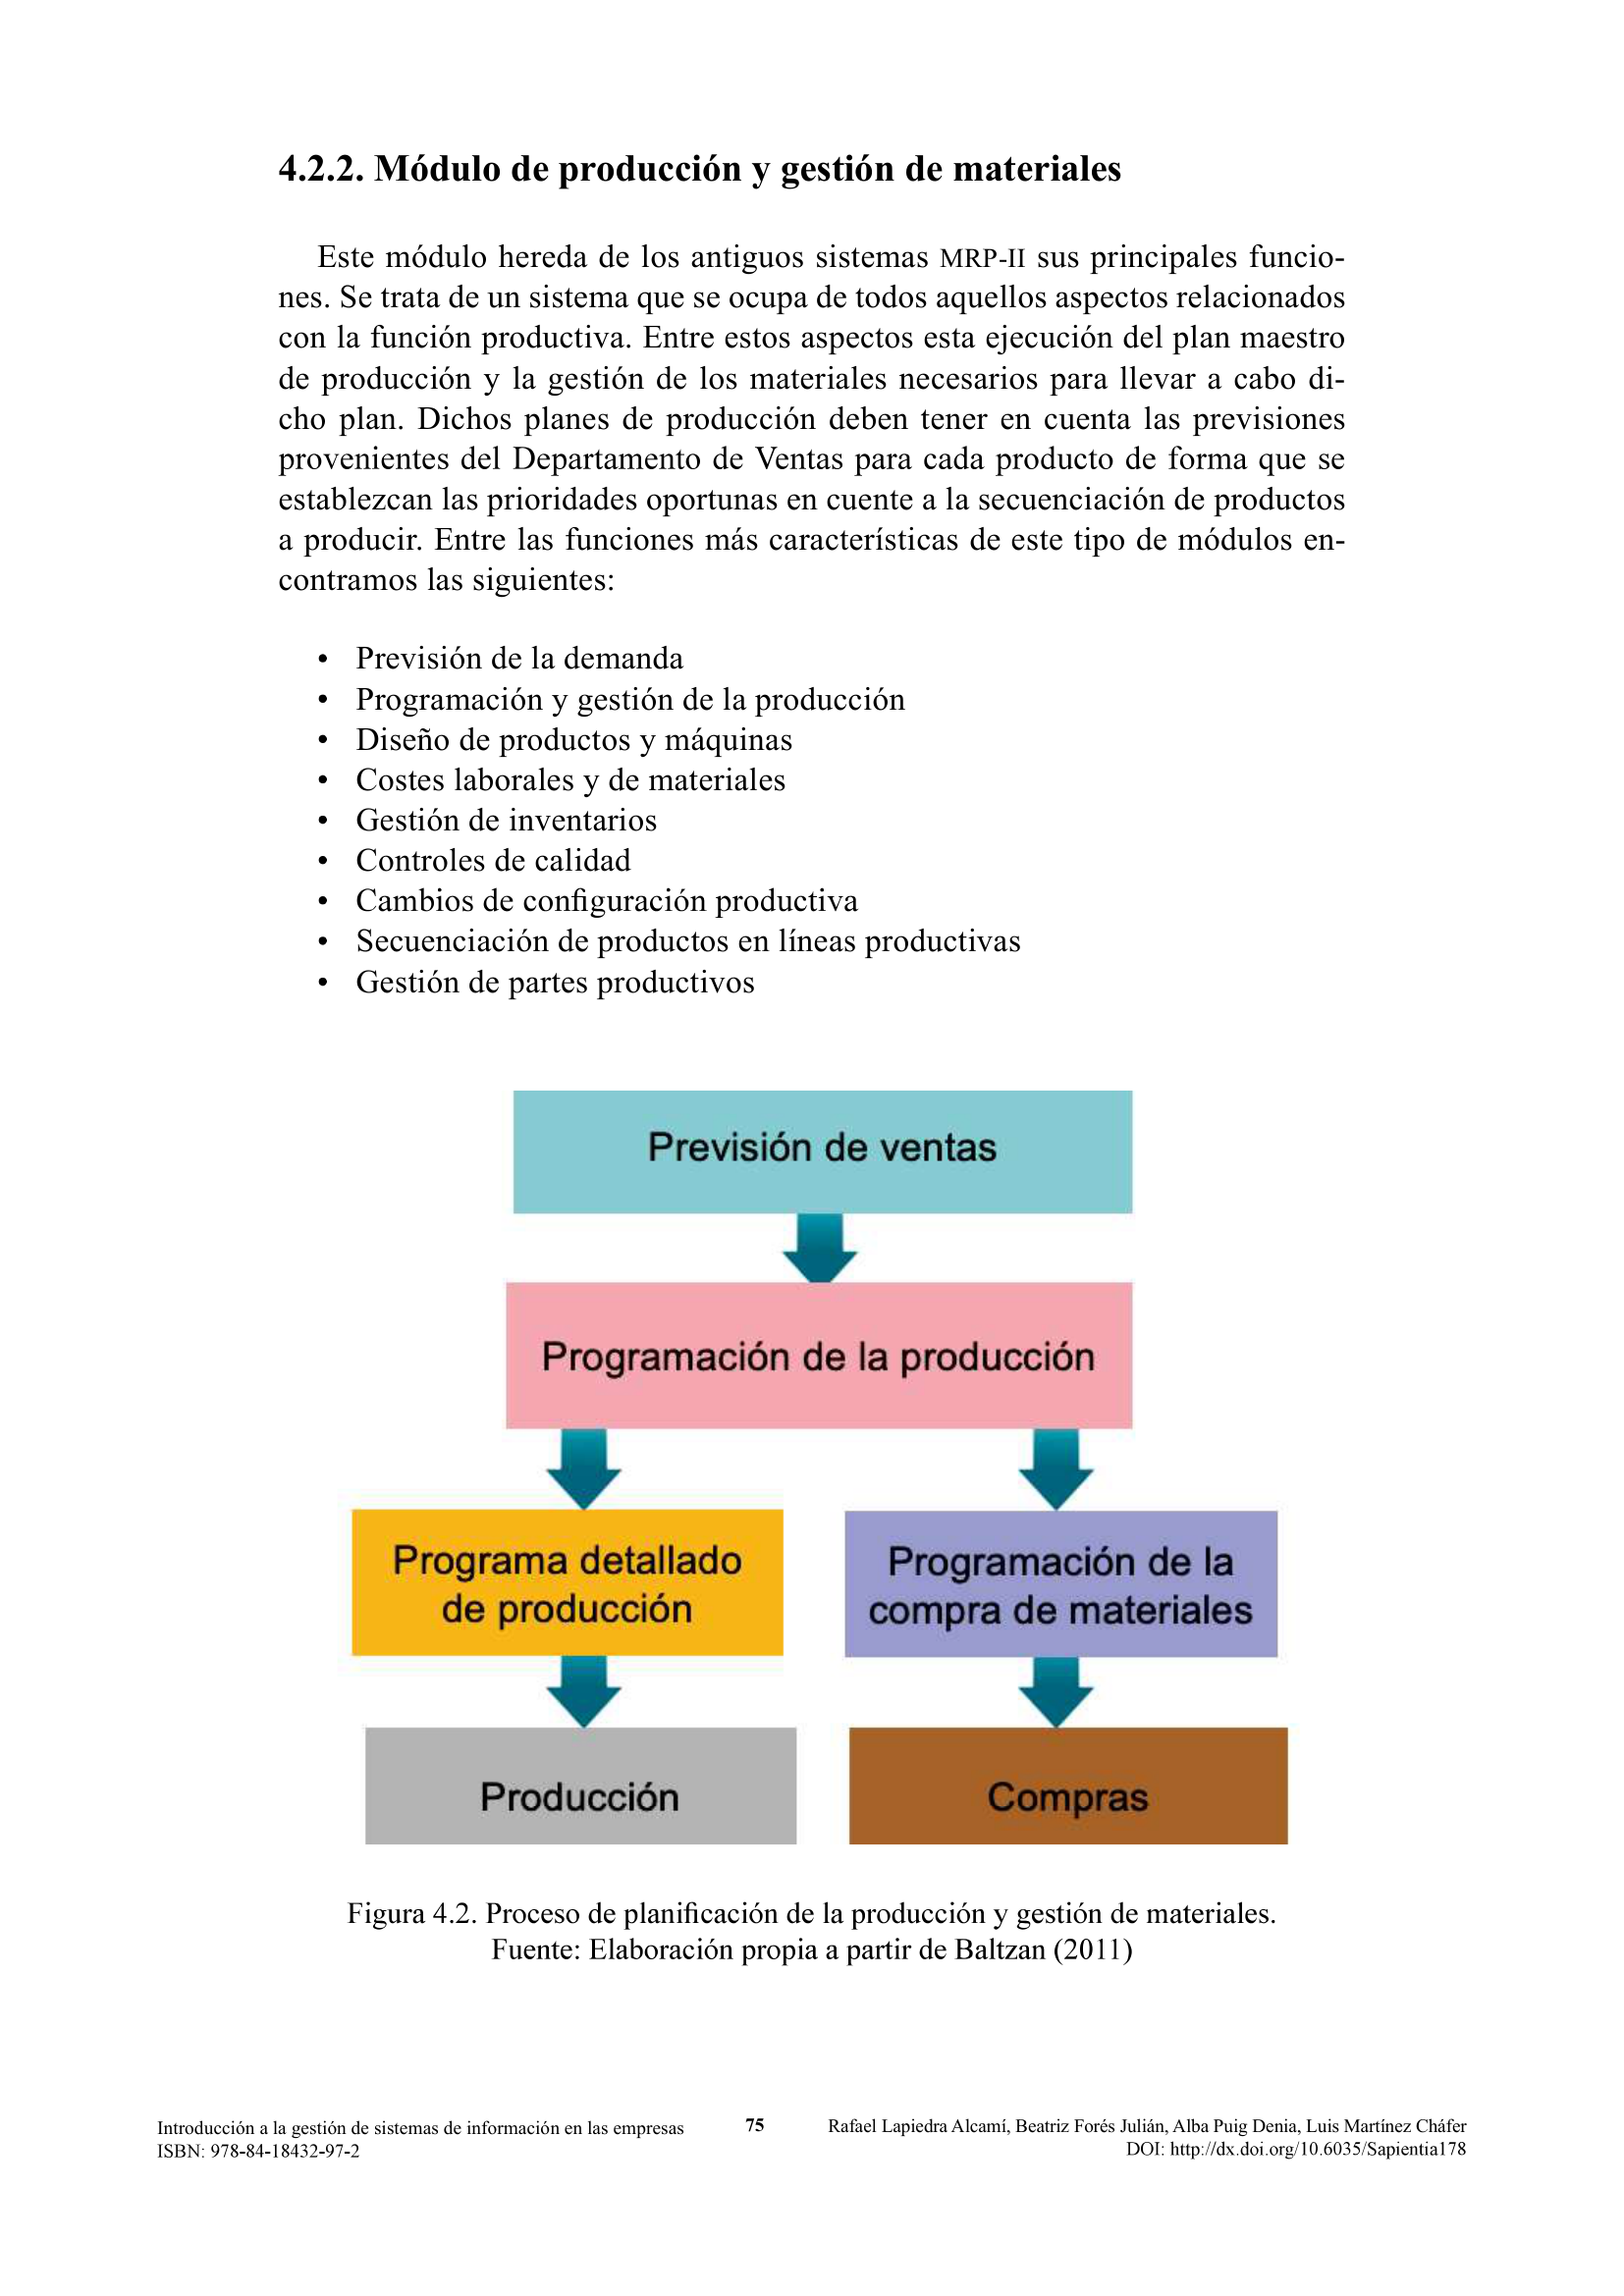 4.2.2. Módulo de producción y gestión de materiales
Este módulo hereda de los antiguos sistemas MRP-II sus principales funcio-
nes. Se trata de un sistema que se ocupa de todos aquellos aspectos relacionados
con la función productiva. Entre estos aspectos esta ejecución del plan maestro
de producción y la gestión de los materiales necesarios para llevar a cabo di-
cho plan. Dichos planes de producción deben tener en cuenta las previsiones
provenientes del Departamento de Ventas para cada producto de forma que se
establezcan las prioridades oportunas en cuente a la secuenciación de productos
a producir. Entre las funciones más características de este tipo de módulos en-
contramos las siguientes:
• Previsión de la demanda
• Programación y gestión de la producción
• Diseño de productos y máquinas
• Costes laborales y de materiales
• Gestión de inventarios
• Controles de calidad
• Cambios de configuración productiva
• Secuenciación de productos en líneas productivas
• Gestión de partes productivos
Previsión de ventas
Programación de la producción
Programa detallado
de producción
Programación de la
compra de materiales
Producción
Compras
Figura 4.2. Proceso de planificación de la producción y gestión de materiales.
Fuente: Elaboración propia a partir de Baltzan (2011)
Introducción a la gestión de sistemas de información en las empresas
ISBN: 978-84-18432-97-2
75
Rafael Lapiedra Alcamí, Beatriz Forés Julián, Alba Puig Denia, Luis Martínez Cháfer
DOI: http://dx.doi.org/10.6035/Sapientia178